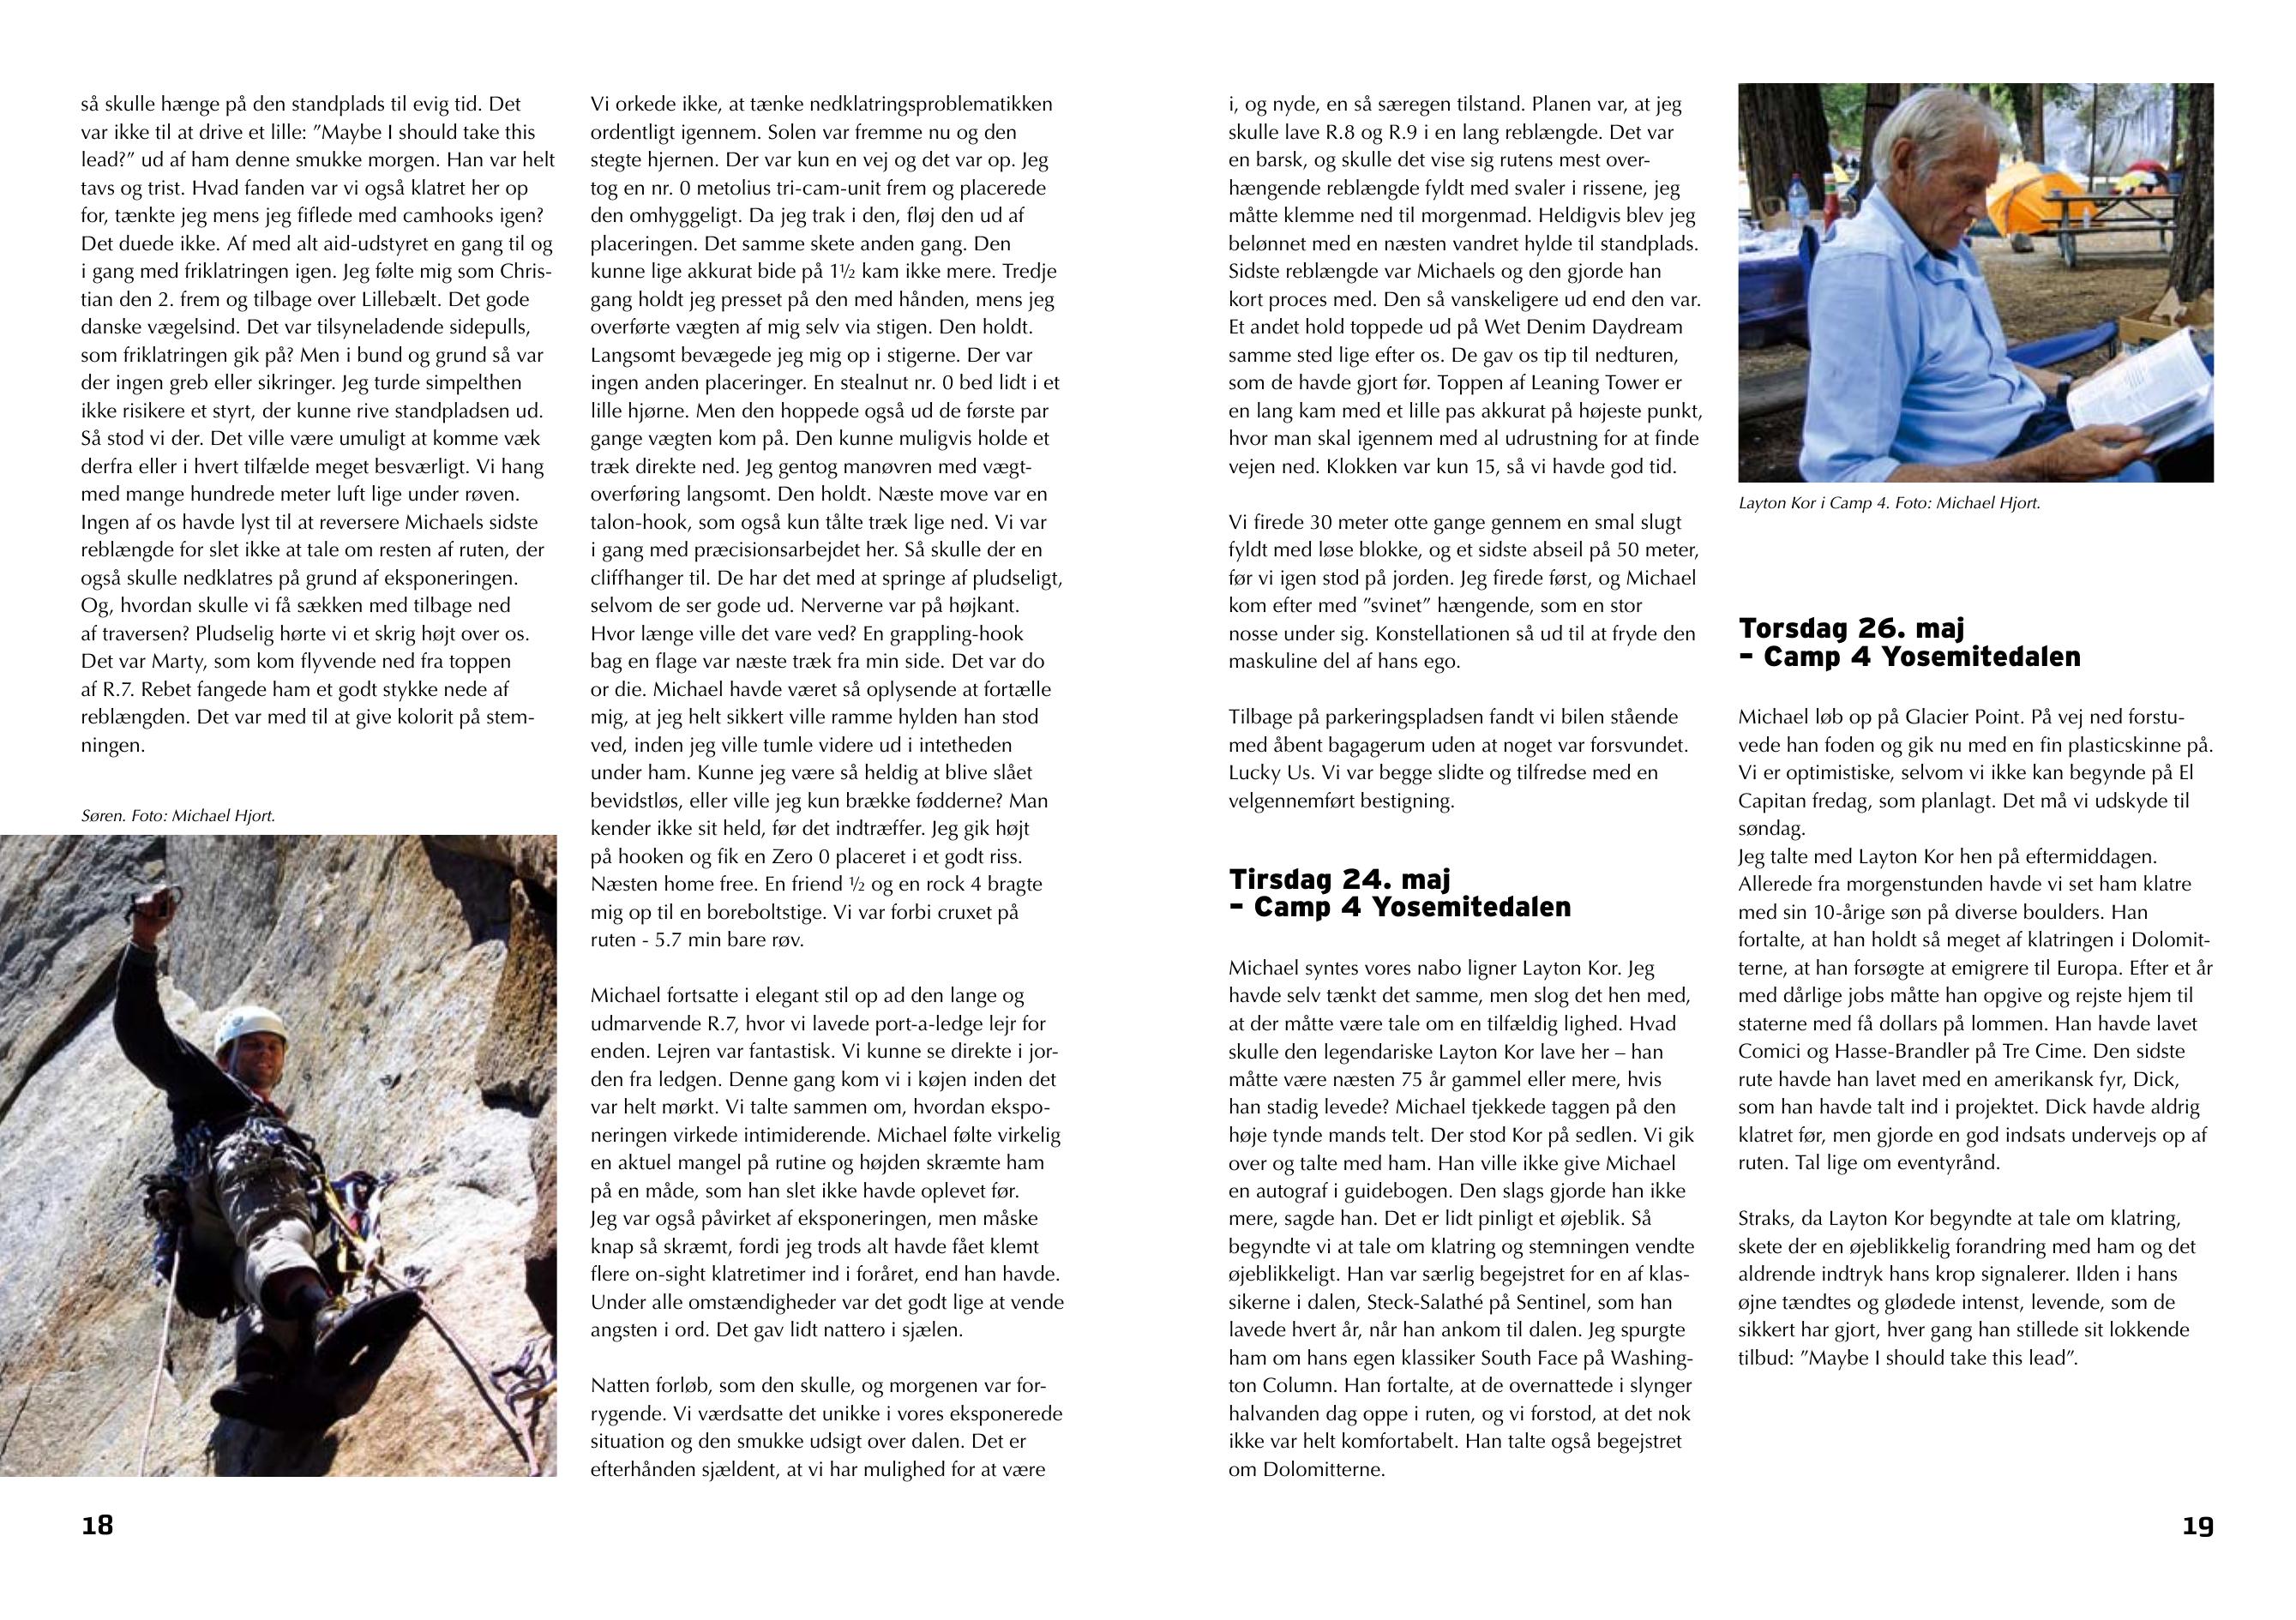 så skulle hænge på den standplads til evig tid. Det
var ikke til at drive et lille: ”Maybe I should take this
lead?” ud af ham denne smukke morgen. Han var helt
tavs og trist. Hvad fanden var vi også klatret her op
for, tænkte jeg mens jeg fiflede med camhooks igen?
Det duede ikke. Af med alt aid-udstyret en gang til og
i gang med friklatringen igen. Jeg følte mig som Chris-
tian den 2. frem og tilbage over Lillebælt. Det gode
danske vægelsind. Det var tilsyneladende sidepulls,
som friklatringen gik på? Men i bund og grund så var
der ingen greb eller sikringer. Jeg turde simpelthen
ikke risikere et styrt, der kunne rive standpladsen ud.
Så stod vi der. Det ville være umuligt at komme væk
derfra eller i hvert tilfælde meget besværligt. Vi hang
med mange hundrede meter luft lige under røven.
Ingen af os havde lyst til at reversere Michaels sidste
reblængde for slet ikke at tale om resten af ruten, der
også skulle nedklatres på grund af eksponeringen.
Og, hvordan skulle vi få sækken med tilbage ned
af traversen? Pludselig hørte vi et skrig højt over os.
Det var Marty, som kom flyvende ned fra toppen
af R.7. Rebet fangede ham et godt stykke nede af
reblængden. Det var med til at give kolorit på stem-
ningen.
Søren. Foto: Michael Hjort.
Vi orkede ikke, at tænke nedklatringsproblematikken
ordentligt igennem. Solen var fremme nu og den
stegte hjernen. Der var kun en vej og det var op. Jeg
tog en nr. 0 metolius tri-cam-unit frem og placerede
den omhyggeligt. Da jeg trak i den, fløj den ud af
placeringen. Det samme skete anden gang. Den
kunne lige akkurat bide på 1½ kam ikke mere. Tredje
gang holdt jeg presset på den med hånden, mens jeg
overførte vægten af mig selv via stigen. Den holdt.
Langsomt bevægede jeg mig op i stigerne. Der var
ingen anden placeringer. En stealnut nr. 0 bed lidt i et
lille hjørne. Men den hoppede også ud de første par
gange vægten kom på. Den kunne muligvis holde et
træk direkte ned. Jeg gentog manøvren med vægt-
overføring langsomt. Den holdt. Næste move var en
talon-hook, som også kun tålte træk lige ned. Vi var
i gang med præcisionsarbejdet her. Så skulle der en
cliffhanger til. De har det med at springe af pludseligt,
selvom de ser gode ud. Nerverne var på højkant.
Hvor længe ville det vare ved? En grappling-hook
bag en flage var næste træk fra min side. Det var do
or die. Michael havde været så oplysende at fortælle
mig, at jeg helt sikkert ville ramme hylden han stod
ved, inden jeg ville tumle videre ud i intetheden
under ham. Kunne jeg være så heldig at blive slået
bevidstløs, eller ville jeg kun brække fødderne? Man
kender ikke sit held, før det indtræffer. Jeg gik højt
på hooken og fik en Zero 0 placeret i et godt riss.
Næsten home free. En friend ½ og en rock 4 bragte
mig op til en boreboltstige. Vi var forbi cruxet på
ruten - 5.7 min bare røv.
Michael fortsatte i elegant stil op ad den lange og
udmarvende R.7, hvor vi lavede port-a-ledge lejr for
enden. Lejren var fantastisk. Vi kunne se direkte i jor-
den fra ledgen. Denne gang kom vi i køjen inden det
var helt mørkt. Vi talte sammen om, hvordan ekspo-
neringen virkede intimiderende. Michael følte virkelig
en aktuel mangel på rutine og højden skræmte ham
på en måde, som han slet ikke havde oplevet før.
Jeg var også påvirket af eksponeringen, men måske
knap så skræmt, fordi jeg trods alt havde fået klemt
flere on-sight klatretimer ind i foråret, end han havde.
Under alle omstændigheder var det godt lige at vende
angsten i ord. Det gav lidt nattero i sjælen.
Natten forløb, som den skulle, og morgenen var for-
rygende. Vi værdsatte det unikke i vores eksponerede
situation og den smukke udsigt over dalen. Det er
efterhånden sjældent, at vi har mulighed for at være
18
i, og nyde, en så særegen tilstand. Planen var, at jeg
skulle lave R.8 og R.9 i en lang reblængde. Det var
en barsk, og skulle det vise sig rutens mest over-
hængende reblængde fyldt med svaler i rissene, jeg
måtte klemme ned til morgenmad. Heldigvis blev jeg
belønnet med en næsten vandret hylde til standplads.
Sidste reblængde var Michaels og den gjorde han
kort proces med. Den så vanskeligere ud end den var.
Et andet hold toppede ud på Wet Denim Daydream
samme sted lige efter os. De gav os tip til nedturen,
som de havde gjort før. Toppen af Leaning Tower er
en lang kam med et lille pas akkurat på højeste punkt,
hvor man skal igennem med al udrustning for at finde
vejen ned. Klokken var kun 15, så vi havde god tid.
Vi firede 30 meter otte gange gennem en smal slugt
fyldt med løse blokke, og et sidste abseil på 50 meter,
før vi igen stod på jorden. Jeg firede først, og Michael
kom efter med ”svinet” hængende, som en stor
nosse under sig. Konstellationen så ud til at fryde den
maskuline del af hans ego.
Tilbage på parkeringspladsen fandt vi bilen stående
med åbent bagagerum uden at noget var forsvundet.
Lucky Us. Vi var begge slidte og tilfredse med en
velgennemført bestigning.
Tirsdag 24. maj
– Camp 4 Yosemitedalen
Michael syntes vores nabo ligner Layton Kor. Jeg
havde selv tænkt det samme, men slog det hen med,
at der måtte være tale om en tilfældig lighed. Hvad
skulle den legendariske Layton Kor lave her – han
måtte være næsten 75 år gammel eller mere, hvis
han stadig levede? Michael tjekkede taggen på den
høje tynde mands telt. Der stod Kor på sedlen. Vi gik
over og talte med ham. Han ville ikke give Michael
en autograf i guidebogen. Den slags gjorde han ikke
mere, sagde han. Det er lidt pinligt et øjeblik. Så
begyndte vi at tale om klatring og stemningen vendte
øjeblikkeligt. Han var særlig begejstret for en af klas-
sikerne i dalen, Steck-Salathé på Sentinel, som han
lavede hvert år, når han ankom til dalen. Jeg spurgte
ham om hans egen klassiker South Face på Washing-
ton Column. Han fortalte, at de overnattede i slynger
halvanden dag oppe i ruten, og vi forstod, at det nok
ikke var helt komfortabelt. Han talte også begejstret
om Dolomitterne.
Layton Kor i Camp 4. Foto: Michael Hjort.
Torsdag 26. maj
– Camp 4 Yosemitedalen
Michael løb op på Glacier Point. På vej ned forstu-
vede han foden og gik nu med en fin plasticskinne på.
Vi er optimistiske, selvom vi ikke kan begynde på El
Capitan fredag, som planlagt. Det må vi udskyde til
søndag.
Jeg talte med Layton Kor hen på eftermiddagen.
Allerede fra morgenstunden havde vi set ham klatre
med sin 10-årige søn på diverse boulders. Han
fortalte, at han holdt så meget af klatringen i Dolomit-
terne, at han forsøgte at emigrere til Europa. Efter et år
med dårlige jobs måtte han opgive og rejste hjem til
staterne med få dollars på lommen. Han havde lavet
Comici og Hasse-Brandler på Tre Cime. Den sidste
rute havde han lavet med en amerikansk fyr, Dick,
som han havde talt ind i projektet. Dick havde aldrig
klatret før, men gjorde en god indsats undervejs op af
ruten. Tal lige om eventyrånd.
Straks, da Layton Kor begyndte at tale om klatring,
skete der en øjeblikkelig forandring med ham og det
aldrende indtryk hans krop signalerer. Ilden i hans
øjne tændtes og glødede intenst, levende, som de
sikkert har gjort, hver gang han stillede sit lokkende
tilbud: ”Maybe I should take this lead”.
19